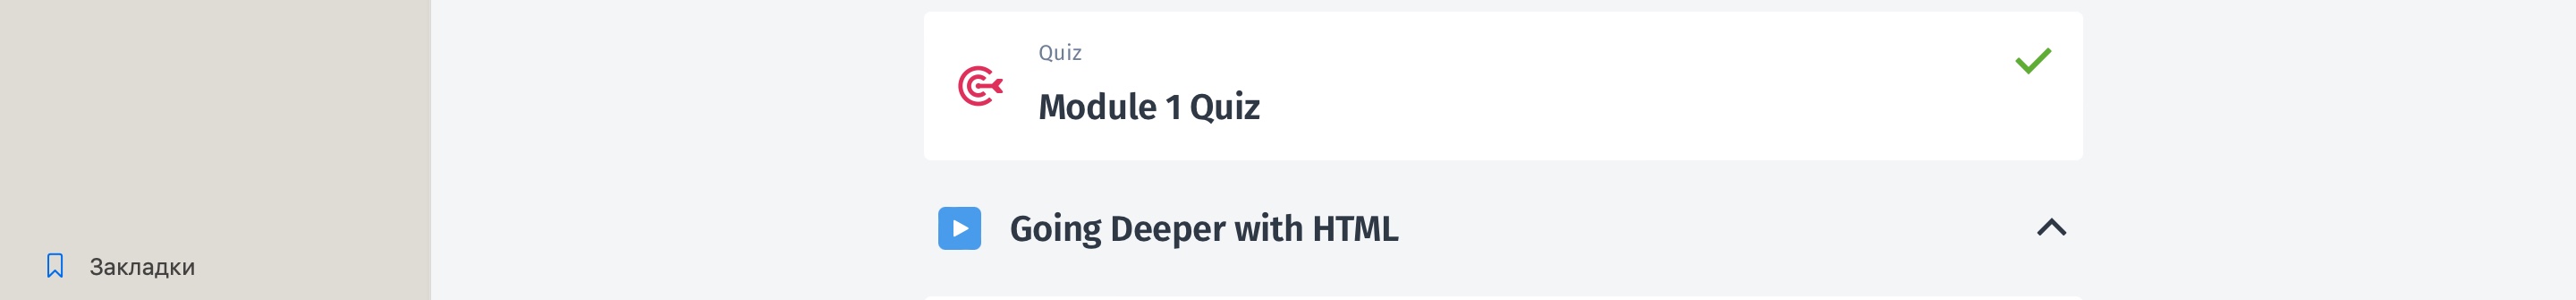 Quiz
Module 1 Quiz
Going Deeper with HTML
Закладки